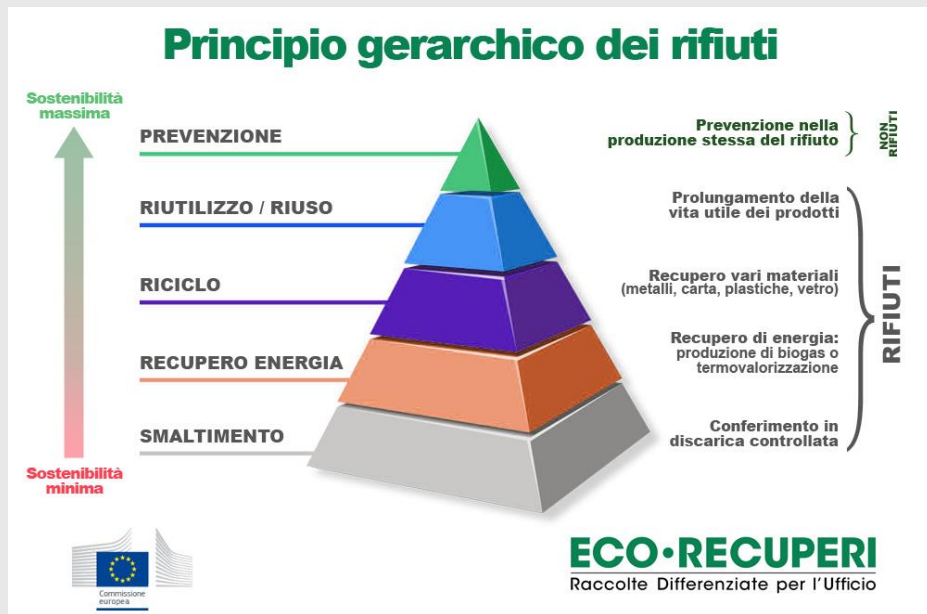 Principio gerarchico dei rifiuti
Sostenibilità
massima
PREVENZIONE
Prevenzione nella
produzione stessa del rifiuto
NON
RIFIUTI
RIUTILIZZO / RIUSO
Prolungamento della
vita utile dei prodotti
RICICLO
Recupero vari materiali
(metalli, carta, plastiche, vetro)
RIFIUTI
RECUPERO ENERGIA
Recupero di energia:
produzione di biogas o
termovalorizzazione
SMALTIMENTO
Conferimento in
discarica controllata
Sostenibilità
minima
Commissione
europea
ECO•RECUPERI
Raccolte Differenziate per l'Ufficio